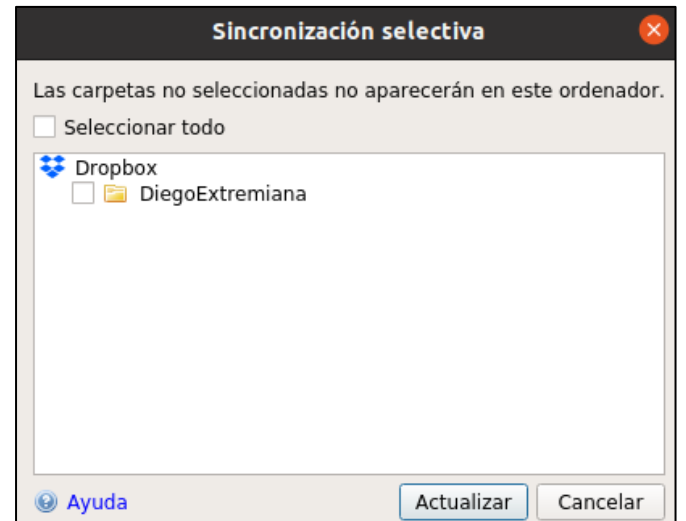 Sincronización selectiva
Las carpetas no seleccionadas no aparecerán en este ordenador.
Seleccionar todo
Dropbox
DiegoExtremiana
Ayuda
Actualizar
Cancelar